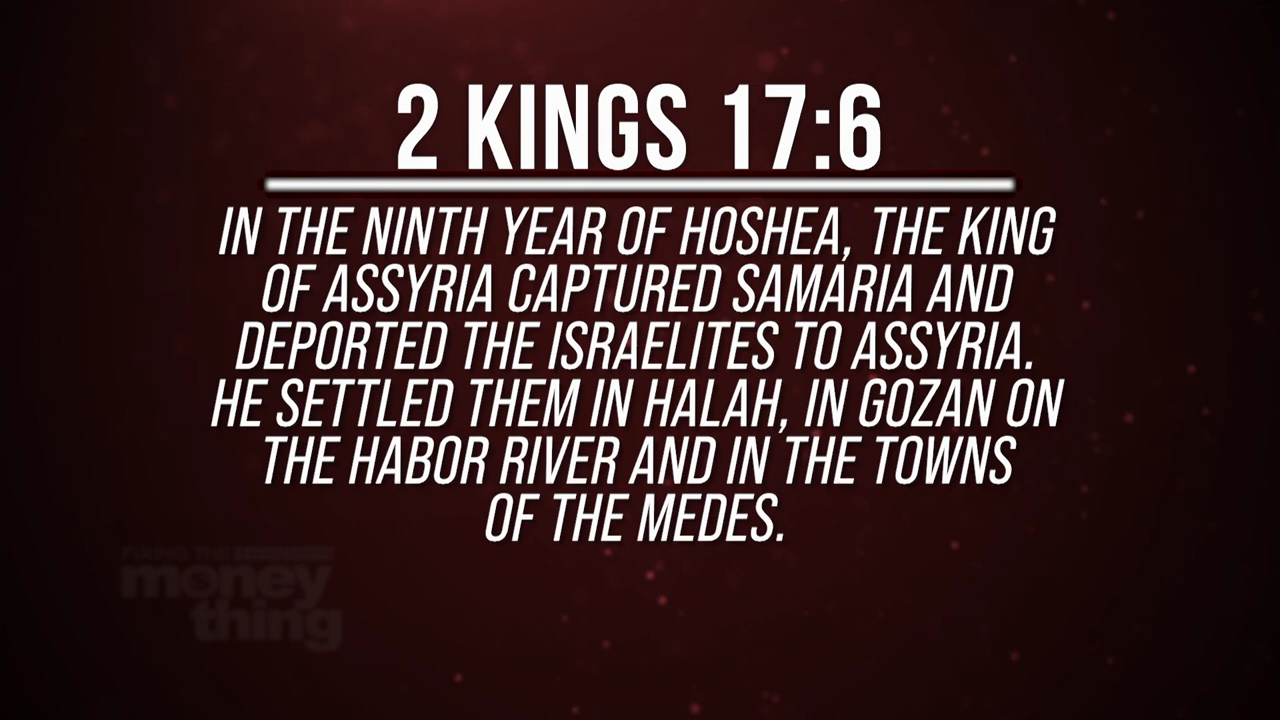 2 KINGS 17:6
IN THE NINTH YEAR OF HOSHEA, THE KING
OF ASSYRIA CAPTURED SAMARIA AND
DEPORTED THE ISRAELITES TO ASSYRIA.
HE SETTLED THEM IN HALAH, IN GOZAN ON
THE HABOR RIVER AND IN THE TOWNS
OF THE MEDES.
FIXING THE
money
thing